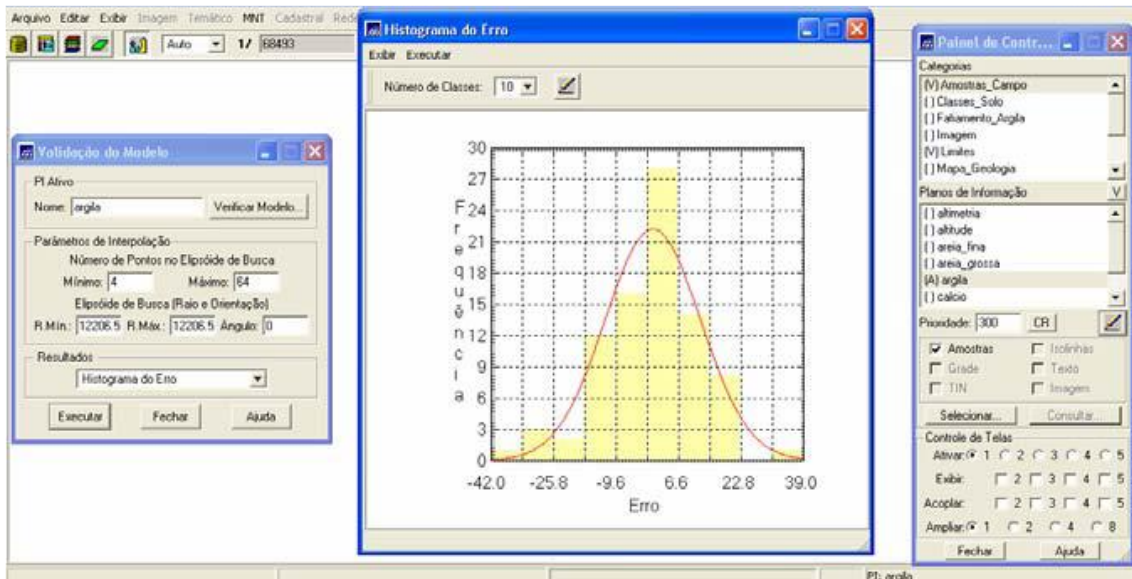 Arquivo Editar Exibir Imagem Temático MNT Cadastral Rede
Auto 1/ 68493
Validação do Modelo
PI Ativo
Nome: argila Verificar Modelo...
Parâmetros de Interpolação
Número de Pontos no Elipsóide de Busca
Mínimo: 4 Máximo: 64
Elipsóide de Busca (Raio e Orientação)
R.Mín.: 12206.5 R.Máx.: 12206.5 Ângulo: 0
Resultados
Histograma do Erro
Executar Fechar Ajuda
Histograma do Erro
Exibir Executar
Número de Classes: 10
Frequência
30
27
24
21
18
15
12
9
6
3
0
-42.0 -25.8 -9.6 6.6 22.8 39.0
Erro
Painel de Contr...
Categorias
(V) Amostras_Campo
( ) Classes_Solo
( ) Fatiamento_Argila
( ) Imagem
(V) Limites
( ) Mapa_Geologia
Planos de Informação V
( ) altimetria
( ) altitude
( ) areia_fina
( ) areia_grossa
(A) argila
( ) calcio
Prioridade: 300 CR
Amostras Isolinhas
Grade Texto
TIN Imagem
Selecionar... Consultar...
Controle de Telas
Ativar: 1 2 3 4 5
Exibir: 2 3 4 5
Acoplar: 2 3 4 5
Ampliar: 1 2 4 8
Fechar Ajuda
PI: argila